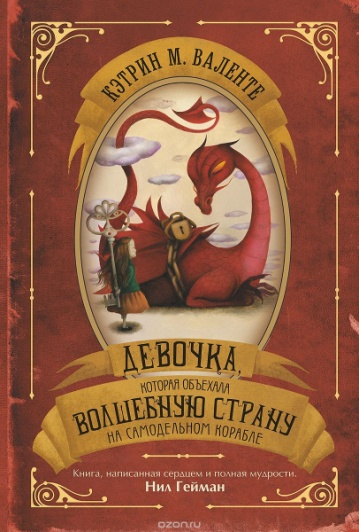 КЭТРИН М. ВАЛЕНТЕ
ДЕВОЧКА,
КОТОРАЯ ОБЪЕХАЛА
ВОЛШЕБНУЮ СТРАНУ
НА САМОДЕЛЬНОМ КОРАБЛЕ
Книга, написанная сердцем и полная мудрости.
Нил Гейман
ozon.ru